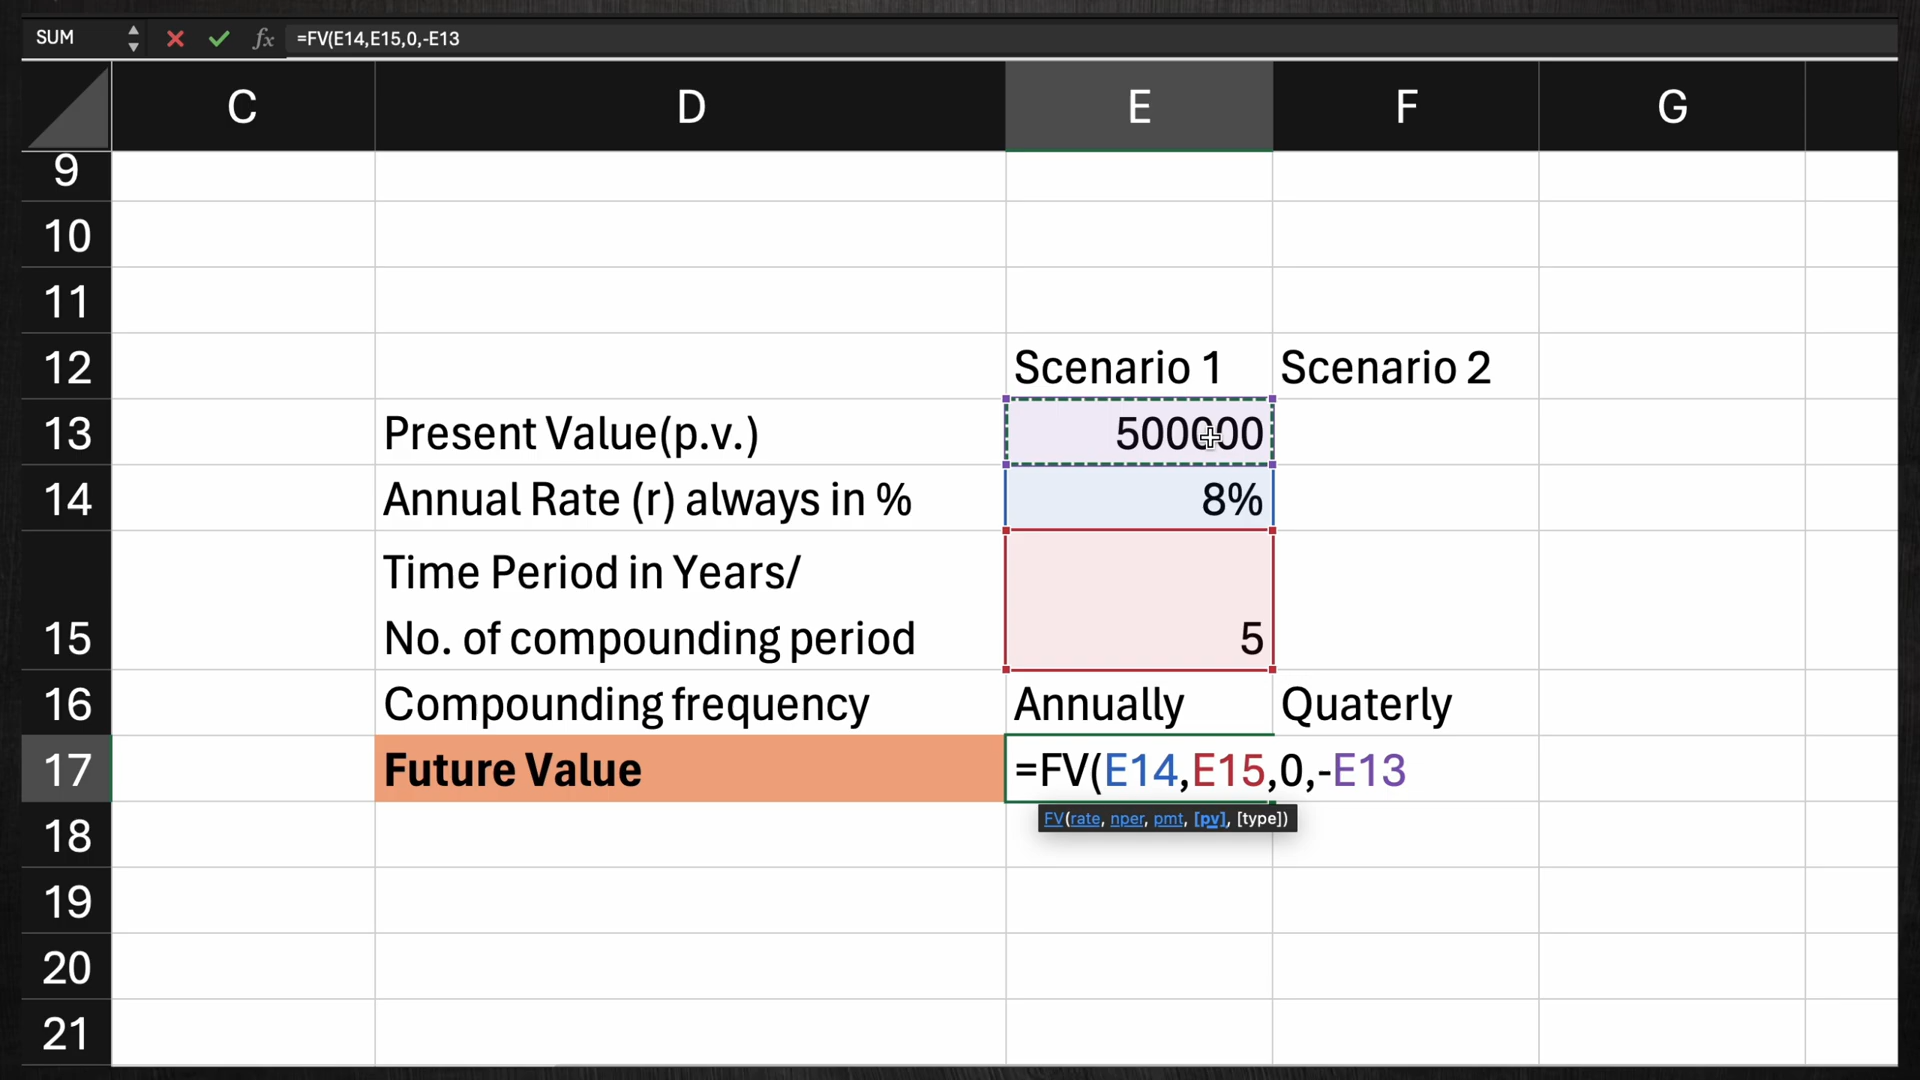 SUM fx =FV(E14,E15,0,-E13
C D E F G
9
10
11
12 Scenario 1 Scenario 2
13 Present Value(p.v.) 500000
14 Annual Rate (r) always in % 8%
Time Period in Years/
15 No. of compounding period 5
16 Compounding frequency Annually Quaterly
17 Future Value =FV(E14,E15,0,-E13
FV(rate, nper, pmt, [pv], [type])
18
19
20
21